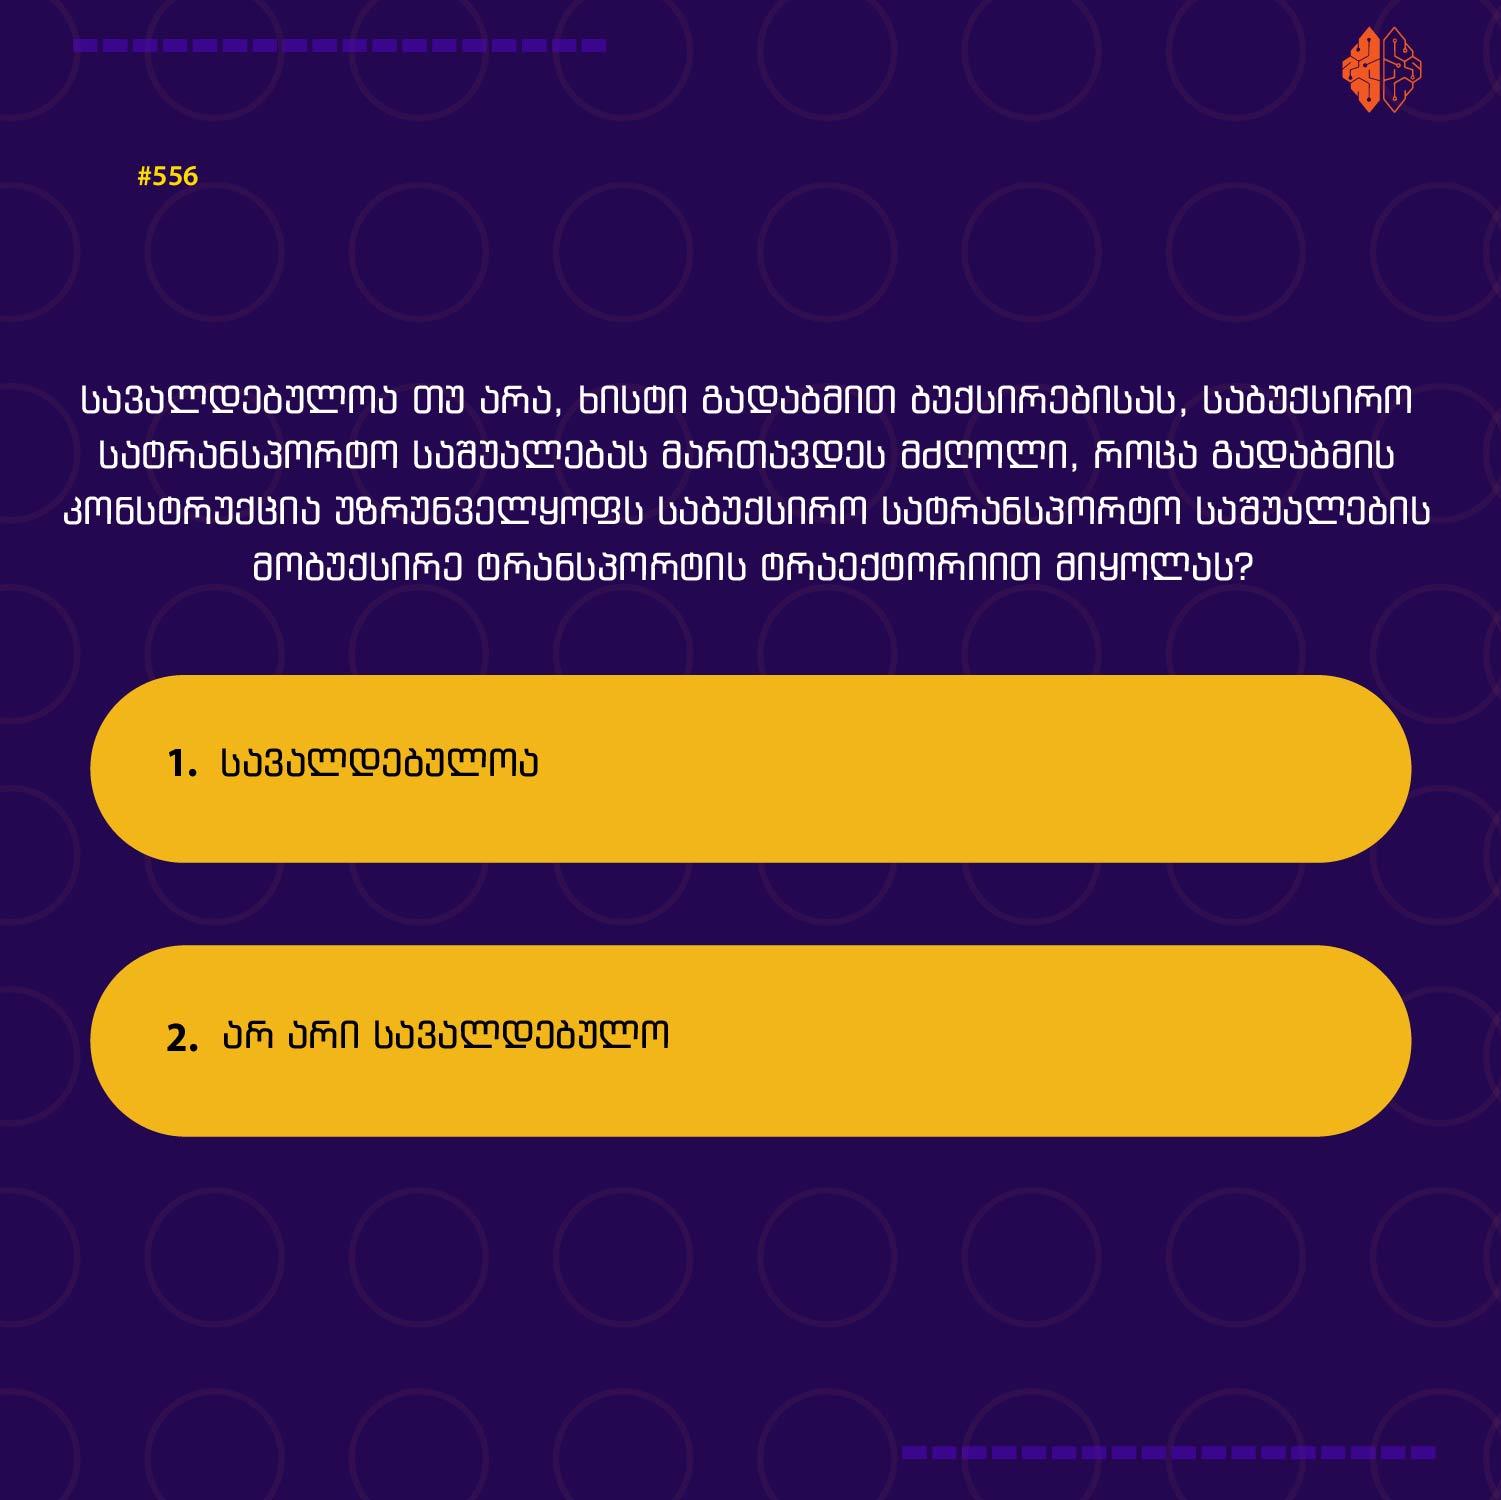 #556
სავალდებულოა თუ არა, ხისტი გადაბმით ბუქსირებისას, საბუქსირო
სატრანსპორტო საშუალებას მართავდეს მძღოლი, როცა გადაბმის
კონსტრუქცია უზრუნველყოფს საბუქსირო სატრანსპორტო საშუალების
მობუქსირე ტრანსპორტის ტრაექტორიით მიყოლას?
1. სავალდებულოა
2. არ არი სავალდებულო